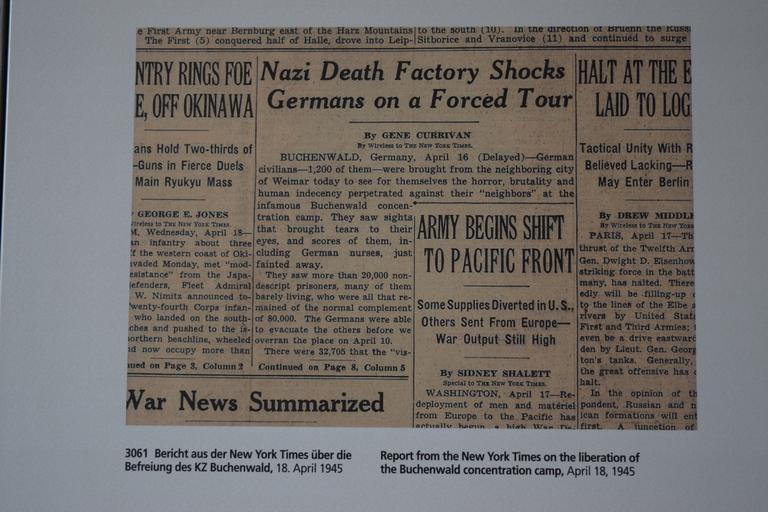 e First Army near Bernburg east of the Harz Mountains
The First (5) conquered half of Halle, drove into Leip-
to the south (10). In the direction of Bruenn the Russi
Sitborice and Vranovice (11) and continued to surge
NTRY RINGS FOE
E, OFF OKINAWA
ans Hold Two-thirds of
-Guns in Fierce Duels
Main Ryukyu Mass
GEORGE E. JONES
ireless to THE NEW YORK TIMES.
M, Wednesday, April 18—
an infantry about three
f the western coast of Oki-
nvaded Monday, met "mod-
esistance" from the Japa-
efenders, Fleet Admiral
W. Nimitz announced to-
wenty-fourth Corps infan-
who landed on the south-
ches and pushed to the is-
orthern beachline, wheeled
nd now occupy more than
ued on Page 3, Column 2
Nazi Death Factory Shocks
Germans on a Forced Tour
By GENE CURRIVAN
By Wireless to THE NEW YORK TIMES.
BUCHENWALD, Germany, April 16 (Delayed)—German
civilians—1,200 of them—were brought from the neighboring city
of Weimar today to see for themselves the horror, brutality and
human indecency perpetrated against their "neighbors" at the
infamous Buchenwald concen-
tration camp. They saw sights
that brought tears to their
eyes, and scores of them, in-
cluding German nurses, just
fainted away.
They saw more than 20,000 non-
descript prisoners, many of them
barely living, who were all that re-
mained of the normal complement
of 80,000. The Germans were able
to evacuate the others before we
overran the place on April 10.
There were 32,705 that the "vis-
Continued on Page 8, Column 5
ARMY BEGINS SHIFT
TO PACIFIC FRONT
Some Supplies Diverted in U. S.,
Others Sent From Europe—
War Output Still High
By SIDNEY SHALETT
Special to THE NEW YORK TIMES.
WASHINGTON, April 17—Re-
deployment of men and matériel
from Europe to the Pacific has
actually begun, a high War De-
HALT AT THE E
LAID TO LOG
Tactical Unity With R
Believed Lacking—R
May Enter Berlin
By DREW MIDDLE
By Wireless to THE NEW YORK
PARIS, April 17—Th
thrust of the Twelfth Arm
Gen. Dwight D. Eisenhow
striking force in the batt
many, has halted. There
edly will be filling-up
to the lines of the Elbe
rivers by United Stat
First and Third Armies;
even be a drive eastward
den by Lieut. Gen. Georg
ton's tanks. Generally,
the great offensive has
halt.
In the opinion of th
pondent, Russian and
ican formations will ent
first. A junction of
War News Summarized
3061 Bericht aus der New York Times über die
Befreiung des KZ Buchenwald, 18. April 1945
Report from the New York Times on the liberation of
the Buchenwald concentration camp, April 18, 1945